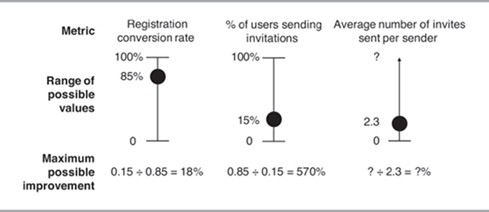 Metric
Registration
conversion rate
% of users sending
invitations
Average number of invites
sent per sender
Range of
possible
values
100%
85%
0
100%
15%
0
?
2.3
0
Maximum
possible
improvement
0.15 ÷ 0.85 = 18%
0.85 ÷ 0.15 = 570%
? ÷ 2.3 = ?%